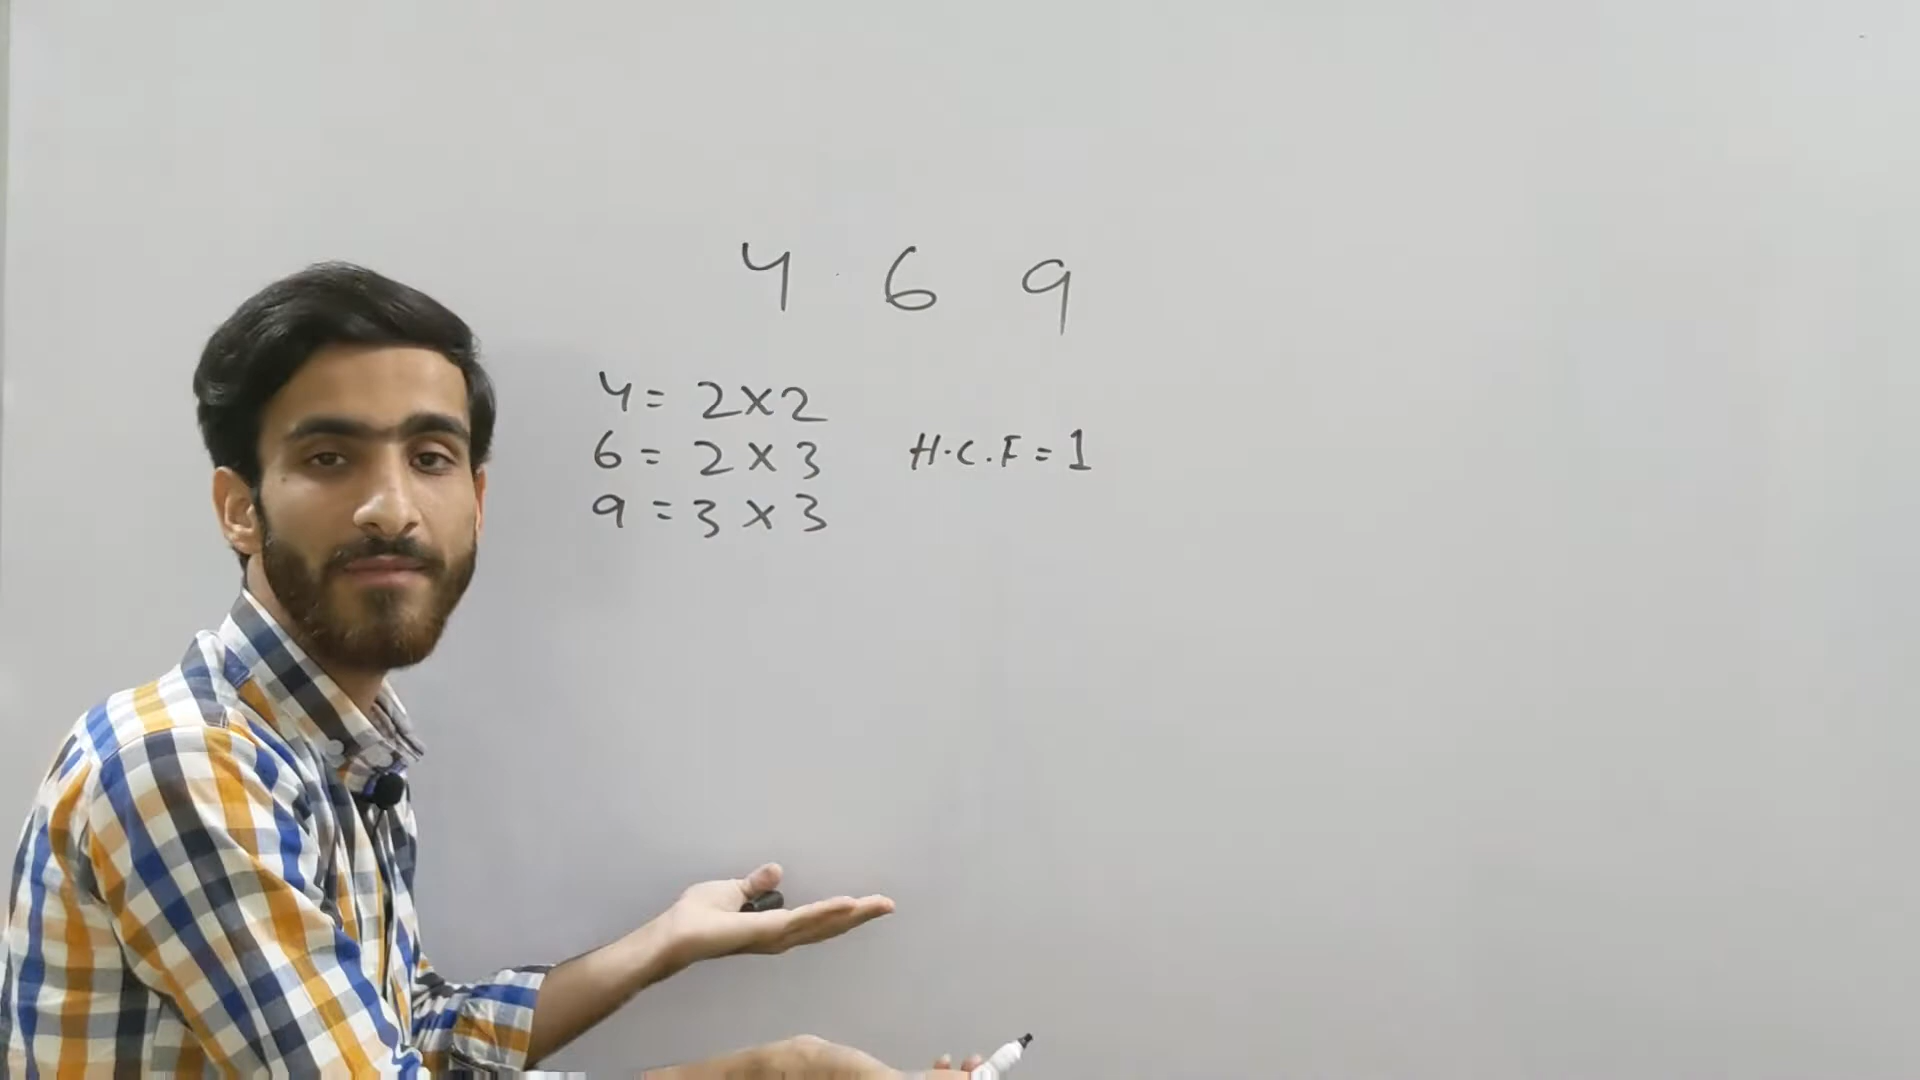 4 6 9
4 = 2 x 2
6 = 2 x 3
9 = 3 x 3
H.C.F = 1